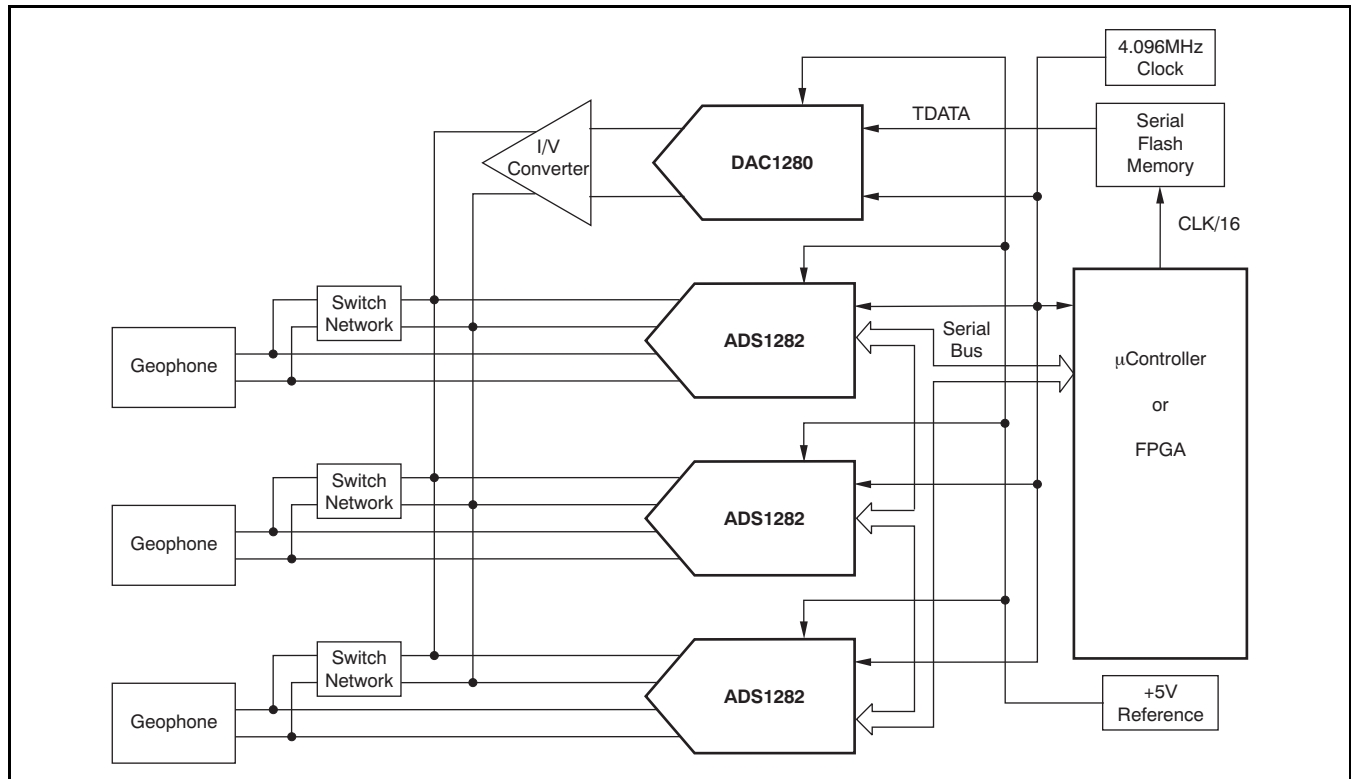 4.096MHz
Clock
TDATA
Serial
Flash
Memory
I/V
Converter
DAC1280
CLK/16
Switch
Network
Geophone
ADS1282
Serial
Bus
μController
or
FPGA
Switch
Network
Geophone
ADS1282
Switch
Network
Geophone
ADS1282
+5V
Reference